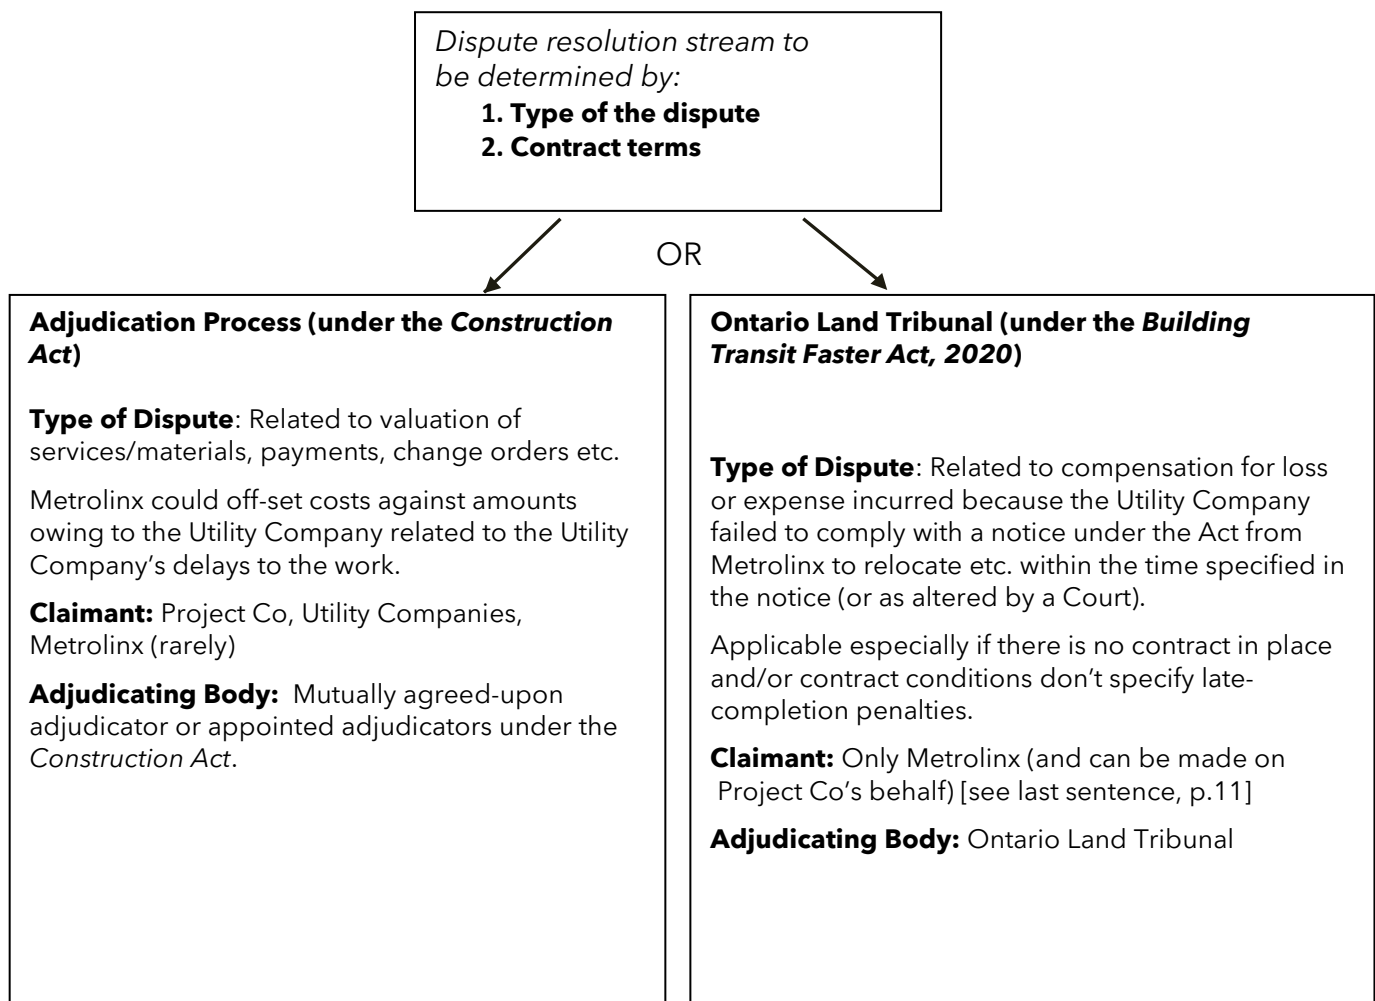 Dispute resolution stream to
be determined by:
1. Type of the dispute
2. Contract terms
OR
Adjudication Process (under the Construction
Act)
Type of Dispute: Related to valuation of
services/materials, payments, change orders etc.
Metrolinx could off-set costs against amounts
owing to the Utility Company related to the Utility
Company’s delays to the work.
Claimant: Project Co, Utility Companies,
Metrolinx (rarely)
Adjudicating Body: Mutually agreed-upon
adjudicator or appointed adjudicators under the
Construction Act.
Ontario Land Tribunal (under the Building
Transit Faster Act, 2020)
Type of Dispute: Related to compensation for loss
or expense incurred because the Utility Company
failed to comply with a notice under the Act from
Metrolinx to relocate etc. within the time specified in
the notice (or as altered by a Court).
Applicable especially if there is no contract in place
and/or contract conditions don’t specify late-
completion penalties.
Claimant: Only Metrolinx (and can be made on
Project Co’s behalf) [see last sentence, p.11]
Adjudicating Body: Ontario Land Tribunal